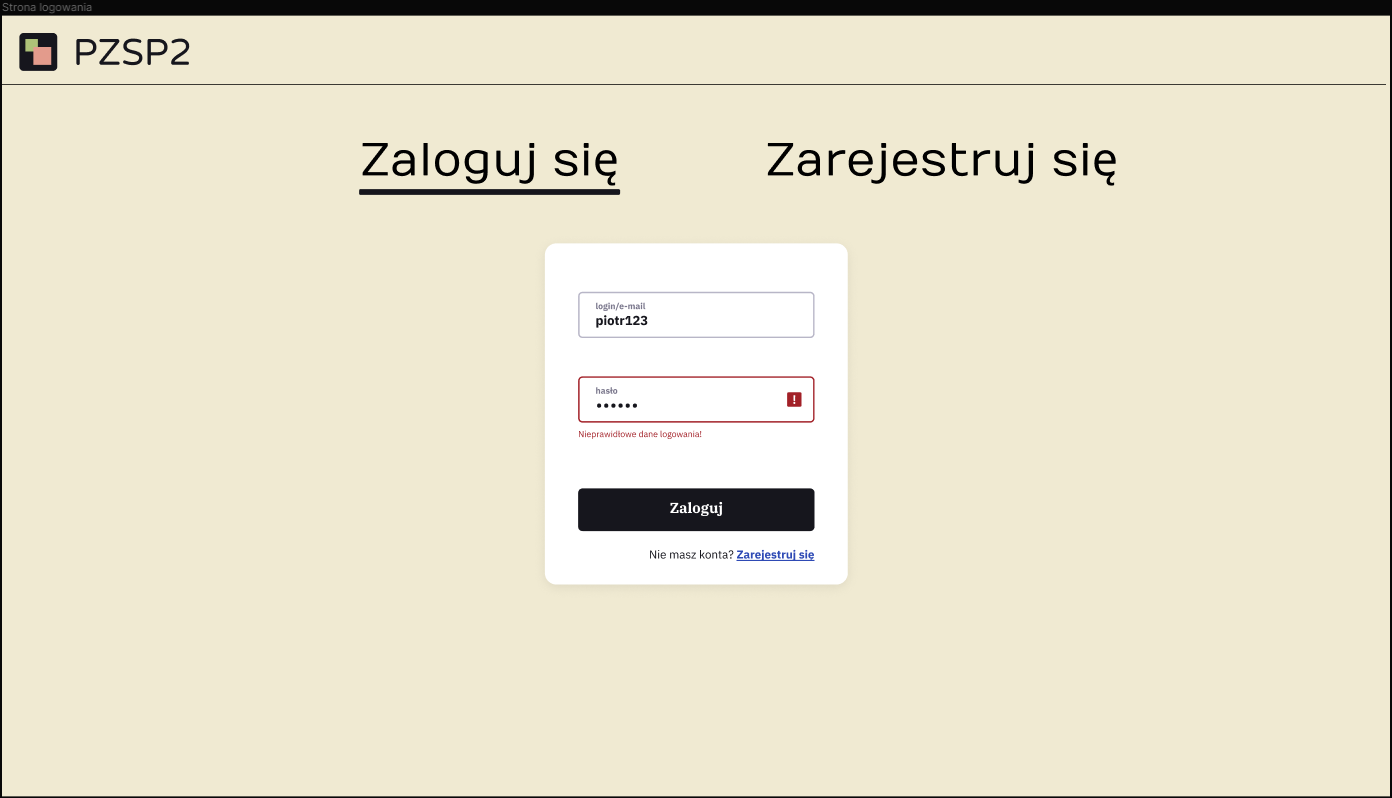 Strona logowania
PZSP2
Zaloguj się
Zarejestruj się
login/e-mail
piotr123
hasło
••••••
!
Nieprawidłowe dane logowania!
Zaloguj
Nie masz konta? Zarejestruj się